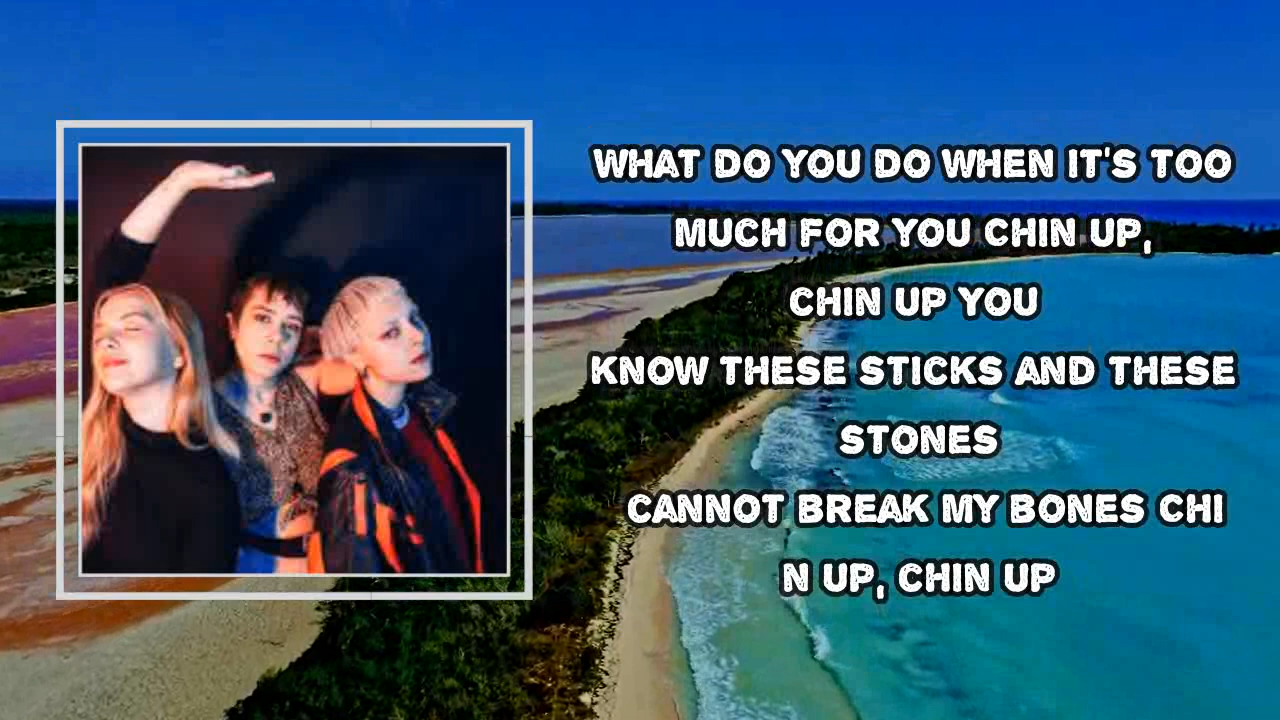 WHAT DO YOU DO WHEN IT'S TOO
MUCH FOR YOU CHIN UP,
CHIN UP YOU
KNOW THESE STICKS AND THESE
STONES
CANNOT BREAK MY BONES CHI
N UP, CHIN UP